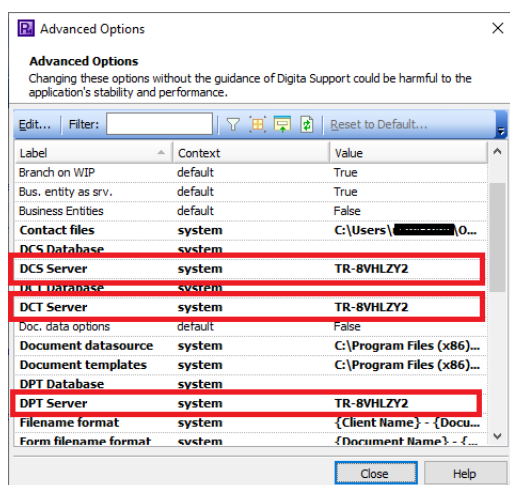 Advanced Options
Advanced Options
Changing these options without the guidance of Digita Support could be harmful to the
application's stability and performance.
Edit... Filter: Reset to Default...
Label Context Value
Branch on WIP default True
Bus. entity as srv. default True
Business Entities default False
Contact files system C:\Users\ \O...
DCS Database system
DCS Server system TR-8VHLZY2
DCT Database system
DCT Server system TR-8VHLZY2
Doc. data options default False
Document datasource system C:\Program Files (x86)...
Document templates system C:\Program Files (x86)...
DPT Database system
DPT Server system TR-8VHLZY2
Filename format system {Client Name} - {Docu...
Form filename format system {Document Name} - {...
Close Help